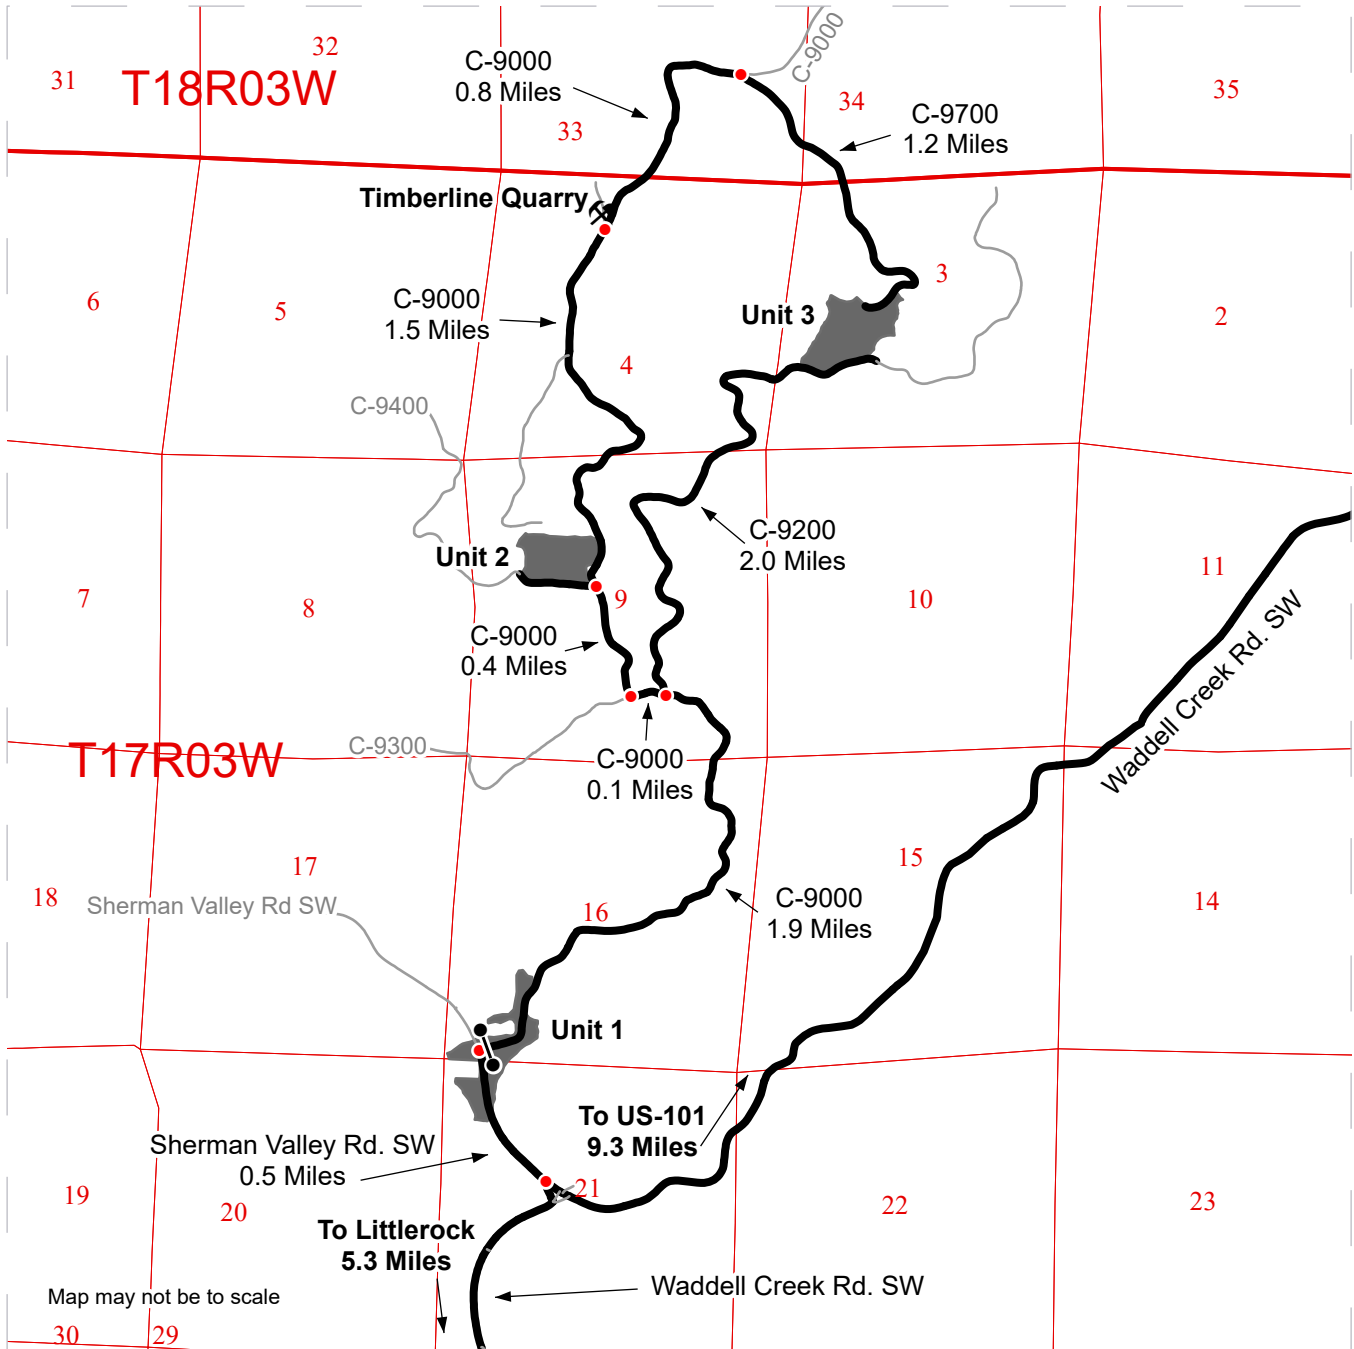 32
31
T18R03W
C-9000
0.8 Miles
C-9000
34
35
33
C-9700
1.2 Miles
Timberline Quarry
3
6
5
C-9000
1.5 Miles
Unit 3
2
4
C-9400
C-9200
2.0 Miles
Unit 2
11
7
8
9
10
C-9000
0.4 Miles
Waddell Creek Rd. SW
C-9300
T17R03W
C-9000
0.1 Miles
17
15
18
Sherman Valley Rd SW
16
C-9000
1.9 Miles
14
Unit 1
To US-101
9.3 Miles
Sherman Valley Rd. SW
0.5 Miles
19
20
21
22
23
To Littlerock
5.3 Miles
Waddell Creek Rd. SW
Map may not be to scale
30
29